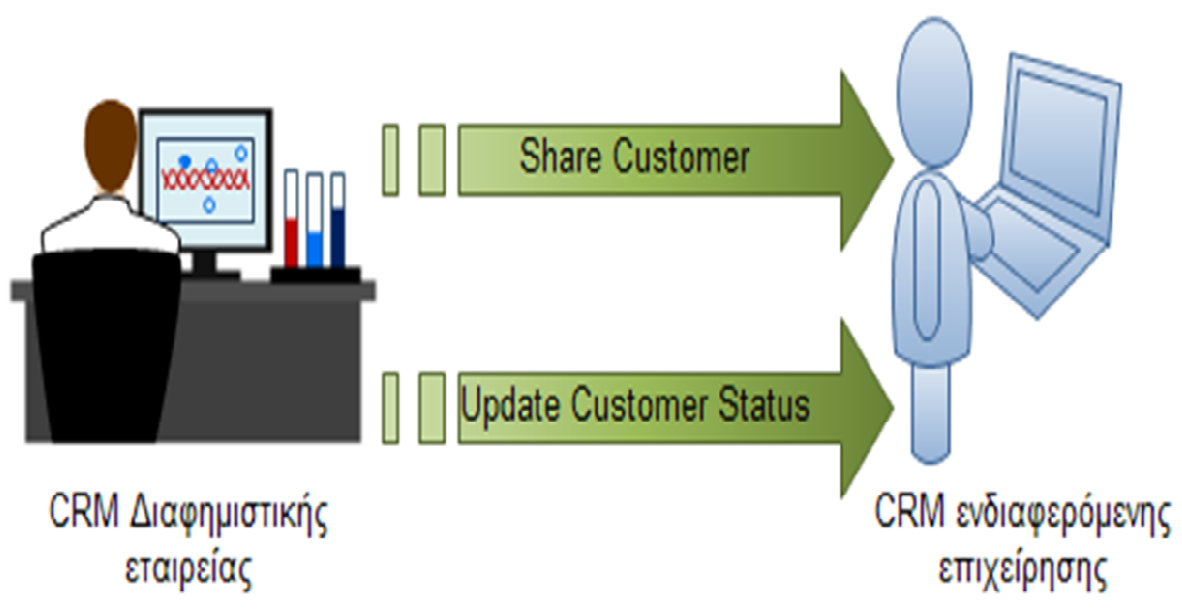 Share Customer
Update Customer Status
CRM Διαφημιστικής
εταιρείας
CRM ενδιαφερόμενης
επιχείρησης